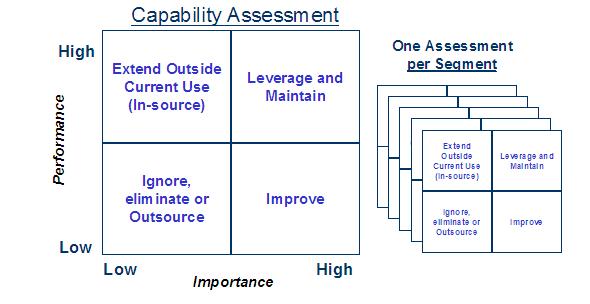 Capability Assessment
High
Performance
Low
Extend Outside
Current Use
(In-source)
Leverage and
Maintain
Ignore,
eliminate or
Outsource
Improve
Low
High
Importance
One Assessment
per Segment
Extend
Outside
Current Use
(In-source)
Leverage and
Maintain
Ignore,
eliminate or
Outsource
Improve